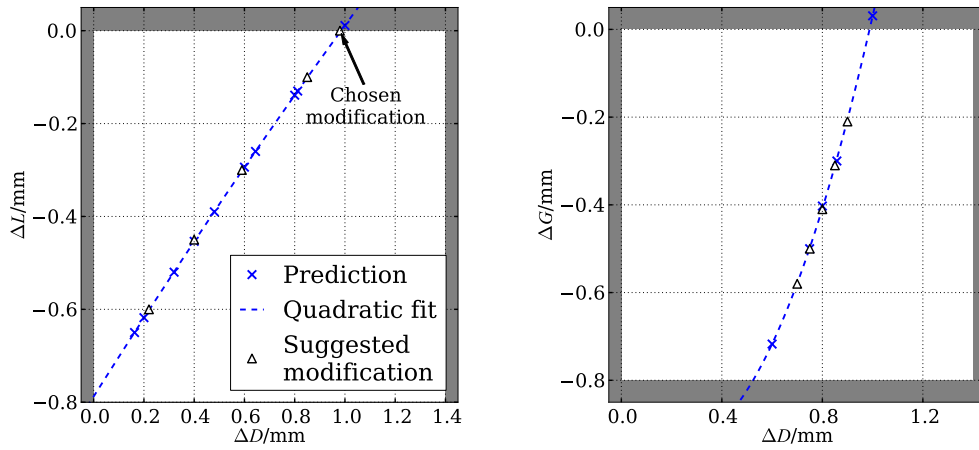 0.0
−0.2
−0.4
−0.6
−0.8
ΔL/mm
0.0 0.2 0.4 0.6 0.8 1.0 1.2 1.4
ΔD/mm
Chosen
modification
Prediction
Quadratic fit
Suggested
modification
0.0
−0.2
−0.4
−0.6
−0.8
ΔG/mm
0.0 0.4 0.8 1.2
ΔD/mm